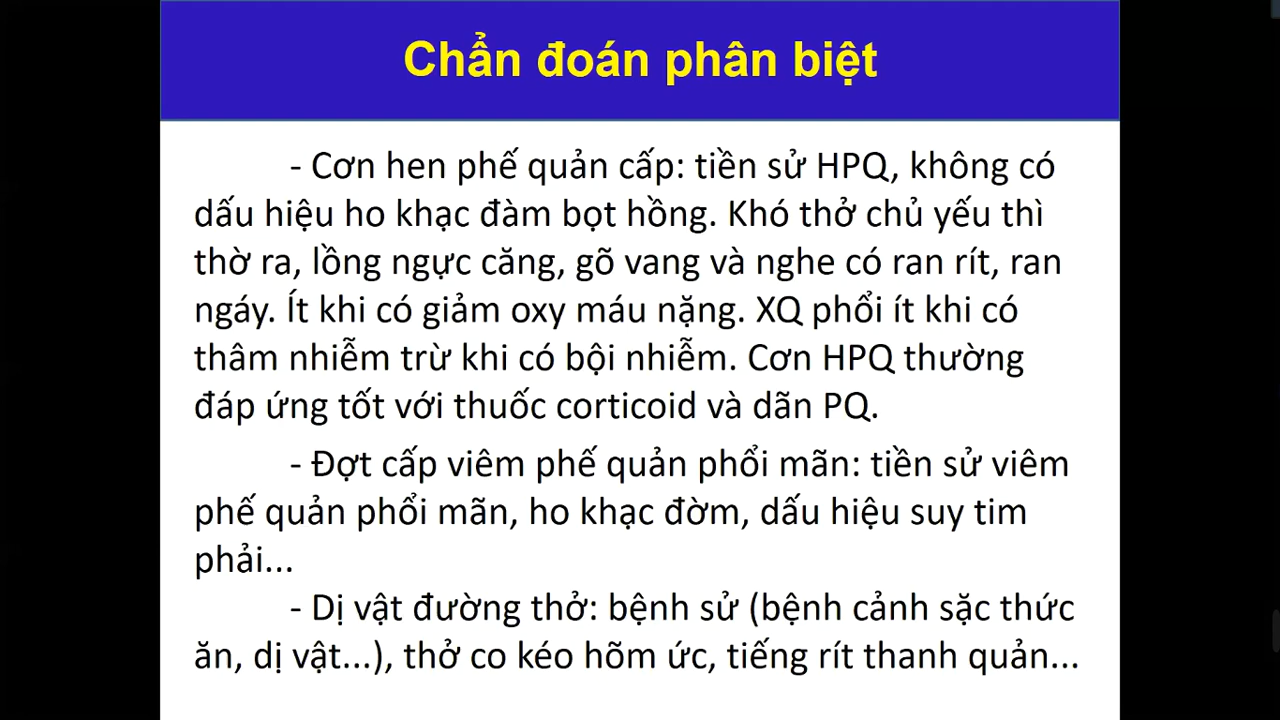 Chẩn đoán phân biệt
- Cơn hen phế quản cấp: tiền sử HPQ, không có
dấu hiệu ho khạc đàm bọt hồng. Khó thở chủ yếu thì
thờ ra, lồng ngực căng, gõ vang và nghe có ran rít, ran
ngáy. Ít khi có giảm oxy máu nặng. XQ phổi ít khi có
thâm nhiễm trừ khi có bội nhiễm. Cơn HPQ thường
đáp ứng tốt với thuốc corticoid và dãn PQ.
- Đợt cấp viêm phế quản phổi mãn: tiền sử viêm
phế quản phổi mãn, ho khạc đờm, dấu hiệu suy tim
phải...
- Dị vật đường thở: bệnh sử (bệnh cảnh sặc thức
ăn, dị vật...), thở co kéo hõm ức, tiếng rít thanh quản...